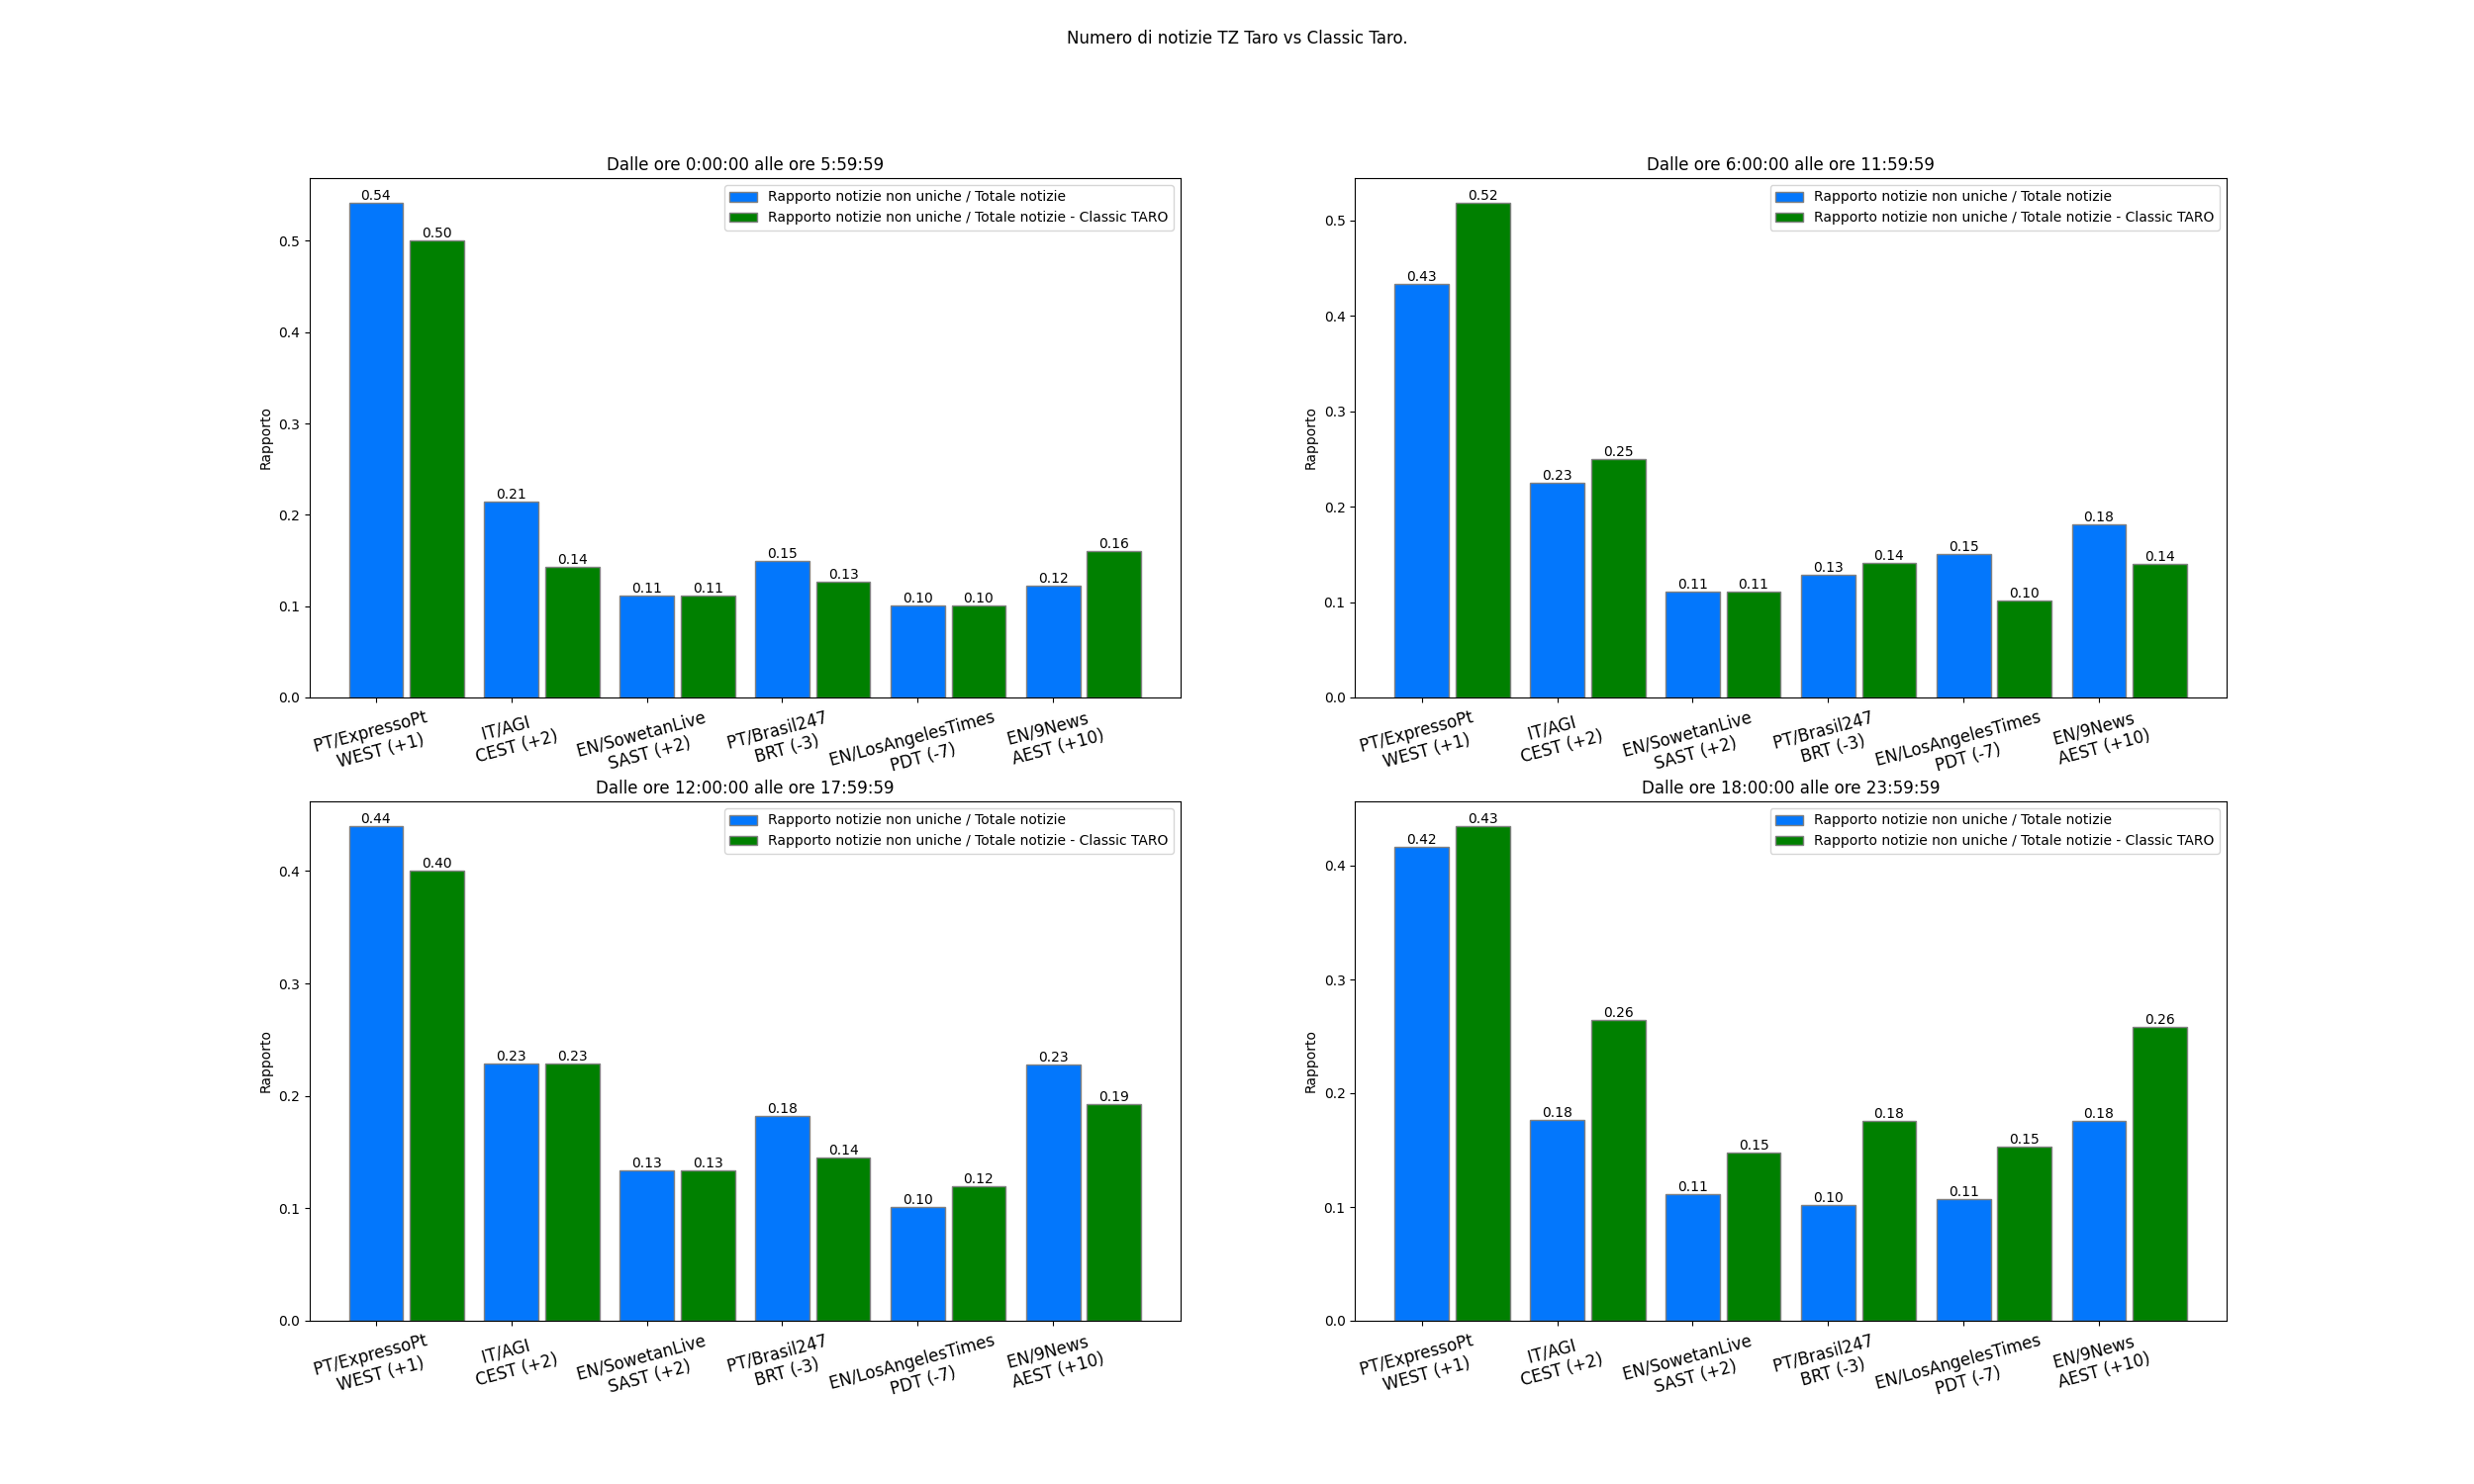 Numero di notizie TZ Taro vs Classic Taro.
Dalle ore 0:00:00 alle ore 5:59:59
Rapporto notizie non uniche / Totale notizie
Rapporto notizie non uniche / Totale notizie - Classic TARO
Rapporto
0.5
0.4
0.3
0.2
0.1
0.0
0.54
0.50
0.21
0.14
0.11
0.11
0.15
0.13
0.10
0.10
0.12
0.16
PT/ExpressoPt
WEST (+1)
IT/AGI
CEST (+2)
EN/SowetanLive
SAST (+2)
PT/Brasil247
BRT (-3)
EN/LosAngelesTimes
PDT (-7)
EN/9News
AEST (+10)
Dalle ore 6:00:00 alle ore 11:59:59
Rapporto notizie non uniche / Totale notizie
Rapporto notizie non uniche / Totale notizie - Classic TARO
Rapporto
0.5
0.4
0.3
0.2
0.1
0.0
0.43
0.52
0.23
0.25
0.11
0.11
0.13
0.14
0.15
0.10
0.18
0.14
PT/ExpressoPt
WEST (+1)
IT/AGI
CEST (+2)
EN/SowetanLive
SAST (+2)
PT/Brasil247
BRT (-3)
EN/LosAngelesTimes
PDT (-7)
EN/9News
AEST (+10)
Dalle ore 12:00:00 alle ore 17:59:59
Rapporto notizie non uniche / Totale notizie
Rapporto notizie non uniche / Totale notizie - Classic TARO
Rapporto
0.4
0.3
0.2
0.1
0.0
0.44
0.40
0.23
0.23
0.13
0.13
0.18
0.14
0.10
0.12
0.23
0.19
PT/ExpressoPt
WEST (+1)
IT/AGI
CEST (+2)
EN/SowetanLive
SAST (+2)
PT/Brasil247
BRT (-3)
EN/LosAngelesTimes
PDT (-7)
EN/9News
AEST (+10)
Dalle ore 18:00:00 alle ore 23:59:59
Rapporto notizie non uniche / Totale notizie
Rapporto notizie non uniche / Totale notizie - Classic TARO
Rapporto
0.4
0.3
0.2
0.1
0.0
0.42
0.43
0.18
0.26
0.11
0.15
0.10
0.18
0.11
0.15
0.18
0.26
PT/ExpressoPt
WEST (+1)
IT/AGI
CEST (+2)
EN/SowetanLive
SAST (+2)
PT/Brasil247
BRT (-3)
EN/LosAngelesTimes
PDT (-7)
EN/9News
AEST (+10)